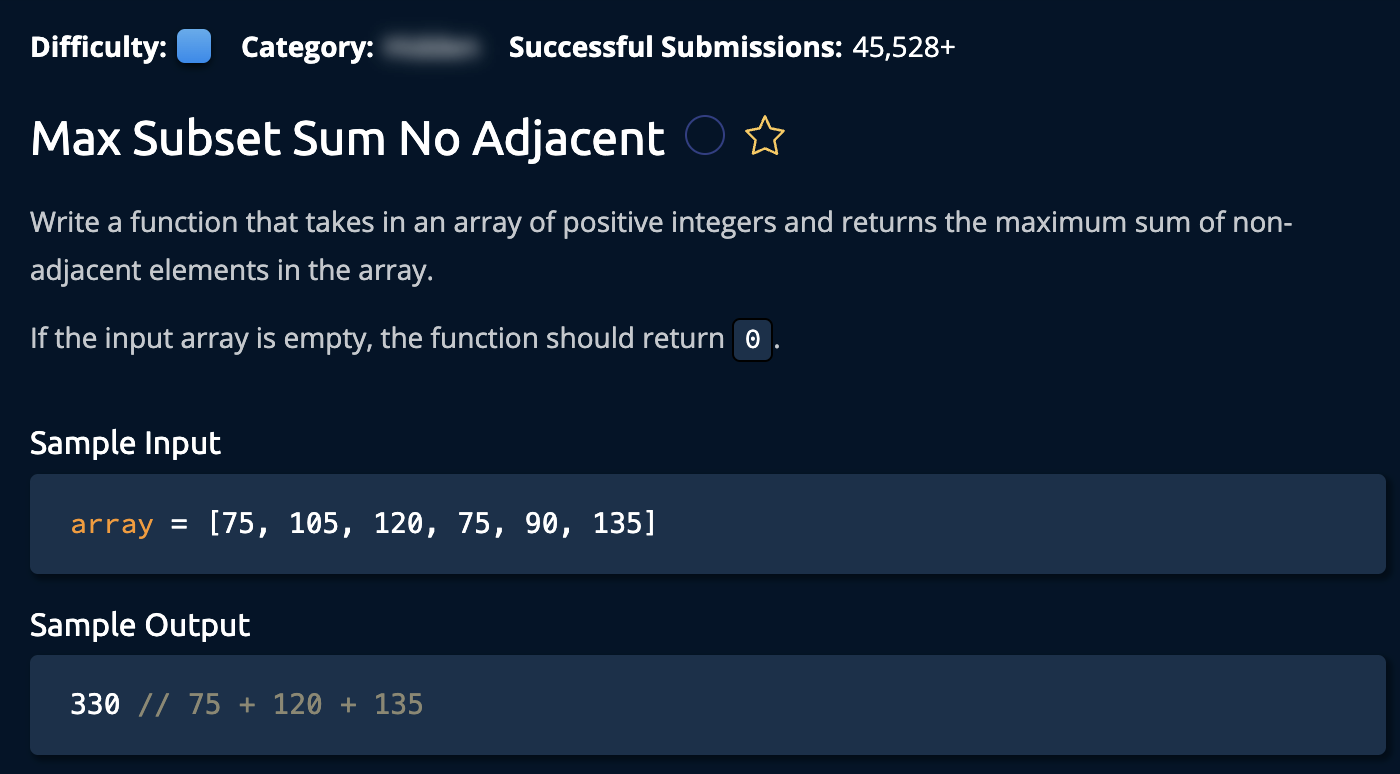 Difficulty: Category: Successful Submissions: 45,528+
Max Subset Sum No Adjacent
Write a function that takes in an array of positive integers and returns the maximum sum of non-
adjacent elements in the array.
If the input array is empty, the function should return 0.
Sample Input
array = [75, 105, 120, 75, 90, 135]
Sample Output
330 // 75 + 120 + 135